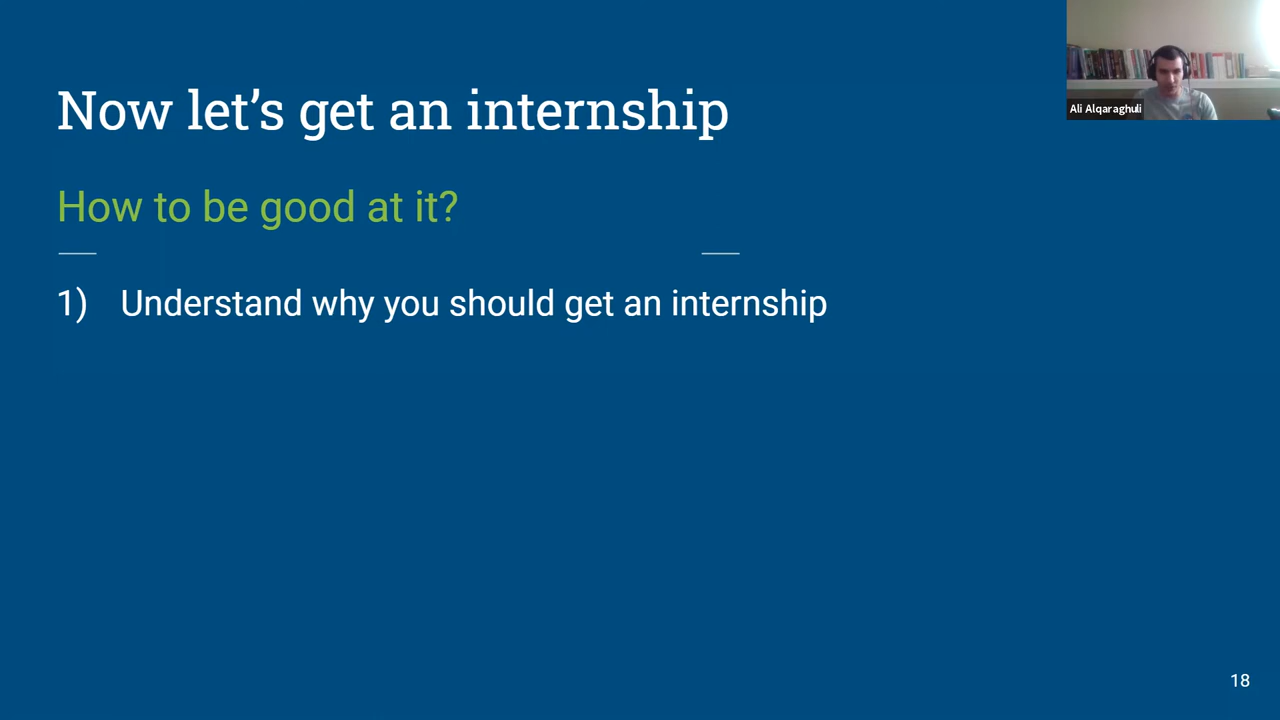 Now let’s get an internship
Ali Alqaraghuli
How to be good at it?
1) Understand why you should get an internship
18